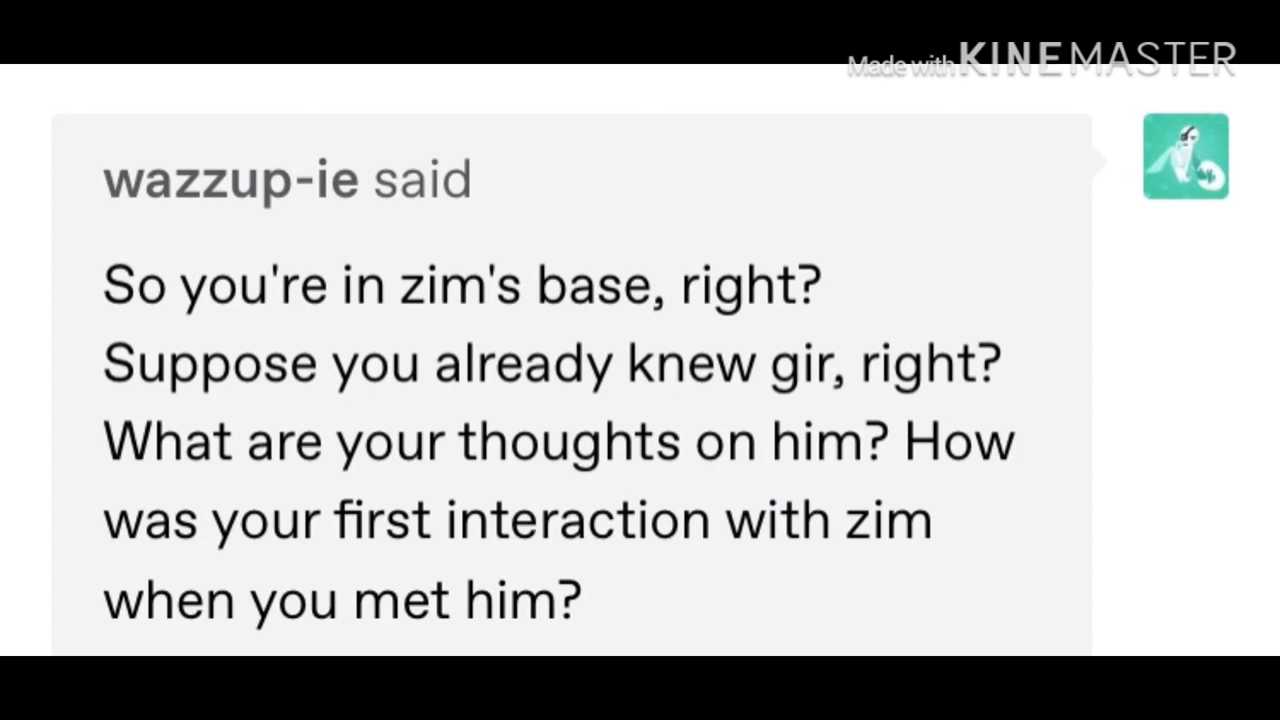 Made with KINEMASTER
wazzup-ie said
So you're in zim's base, right?
Suppose you already knew gir, right?
What are your thoughts on him? How
was your first interaction with zim
when you met him?